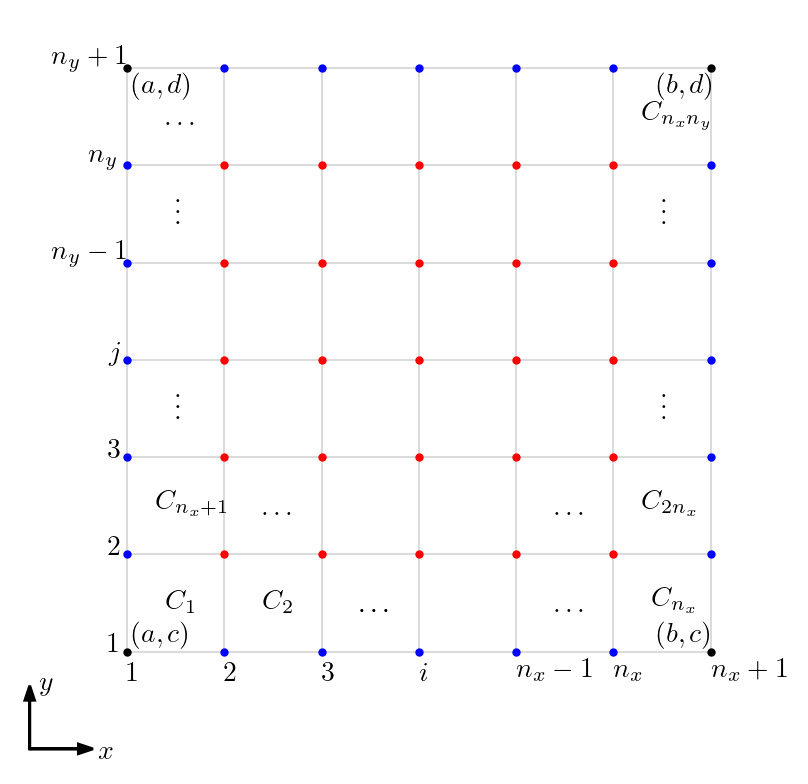 n_y + 1
(a, d) (b, d)
… C_{n_x n_y}
n_y
⋮ ⋮
n_y − 1
j
⋮ ⋮
3
C_{n_x+1} … … C_{2n_x}
2
C_1 C_2 … … C_{n_x}
1 (a, c) (b, c)
1 2 3 i n_x − 1 n_x n_x + 1
y
x